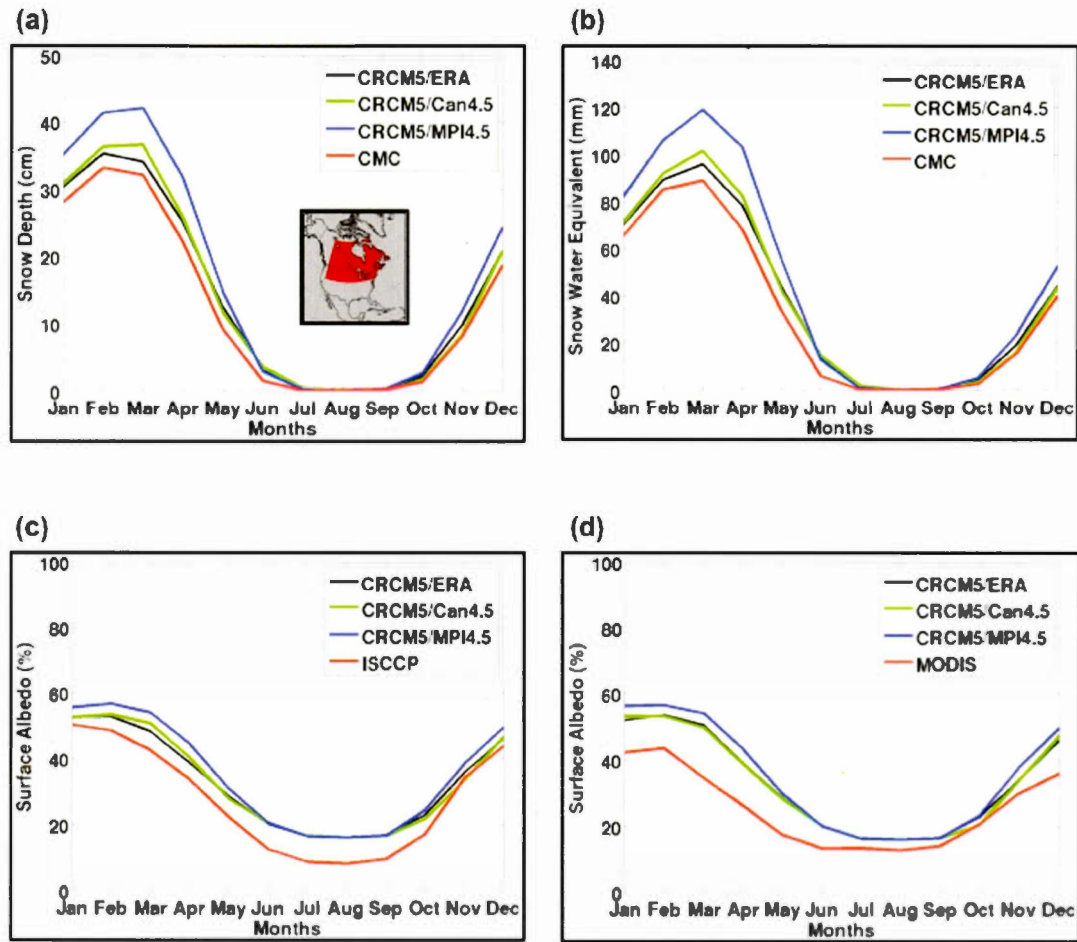 (a)
50
40
30
20
10
0
Snow Depth (cm)
CRCM5/ERA
CRCM5/Can4.5
CRCM5/MPI4.5
CMC
Jan Feb Mar Apr May Jun Jul Aug Sep Oct Nov Dec
Months
(b)
140
120
100
80
60
40
20
0
Snow Water Equivalent (mm)
CRCM5/ERA
CRCM5/Can4.5
CRCM5/MPI4.5
CMC
Jan Feb Mar Apr May Jun Jul Aug Sep Oct Nov Dec
Months
(c)
100
80
60
40
20
0
Surface Albedo (%)
CRCM5/ERA
CRCM5/Can4.5
CRCM5/MPI4.5
ISCCP
Jan Feb Mar Apr May Jun Jul Aug Sep Oct Nov Dec
Months
(d)
100
80
60
40
20
0
Surface Albedo (%)
CRCM5/ERA
CRCM5/Can4.5
CRCM5/MPI4.5
MODIS
Jan Feb Mar Apr May Jun Jul Aug Sep Oct Nov Dec
Months